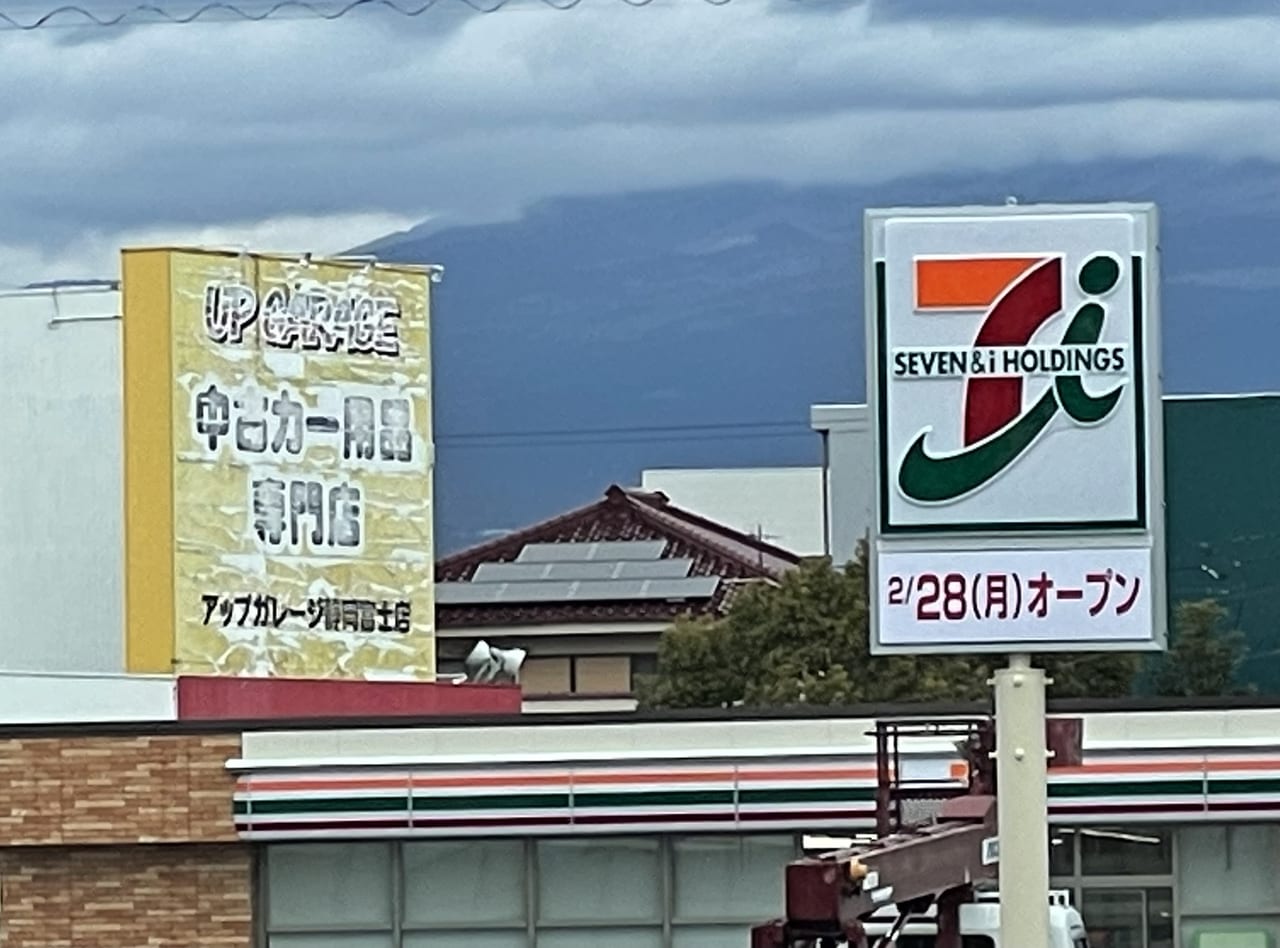 UP GARAGE
中古カー用品
専門店
アップガレージ静岡富士店
SEVEN & i HOLDINGS
2/28(月)オープン